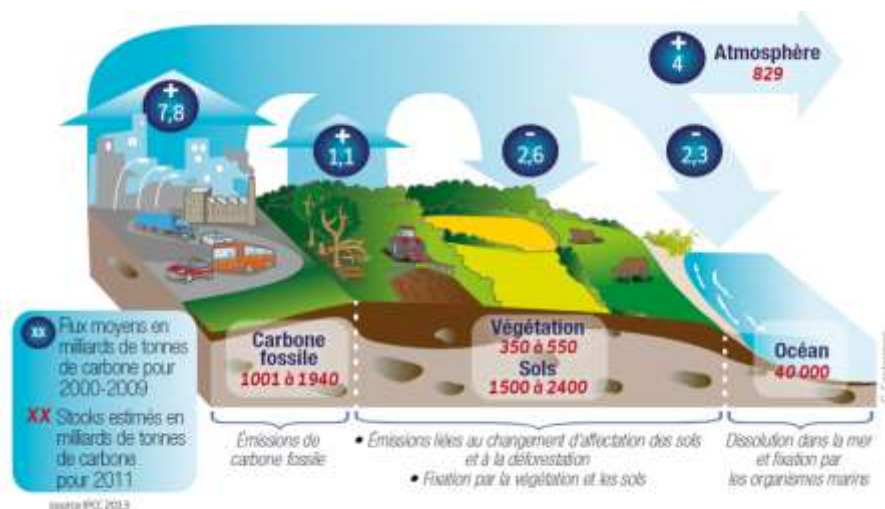 +
4
Atmosphère
829
+
7,8
+
1,1
-
2,6
-
2,3
xx Flux moyens en
milliards de tonnes
de carbone pour
2000-2009
XX Stocks estimés en
milliards de tonnes
de carbone
pour 2011
source IPCC 2013
Carbone
fossile
1001 à 1940
Végétation
350 à 550
Sols
1500 à 2400
Océan
40 000
Émissions de
carbone fossile
• Émissions liées au changement d'affectation des sols
et à la déforestation
• Fixation par la végétation et les sols
Dissolution dans la mer
et fixation par
les organismes marins